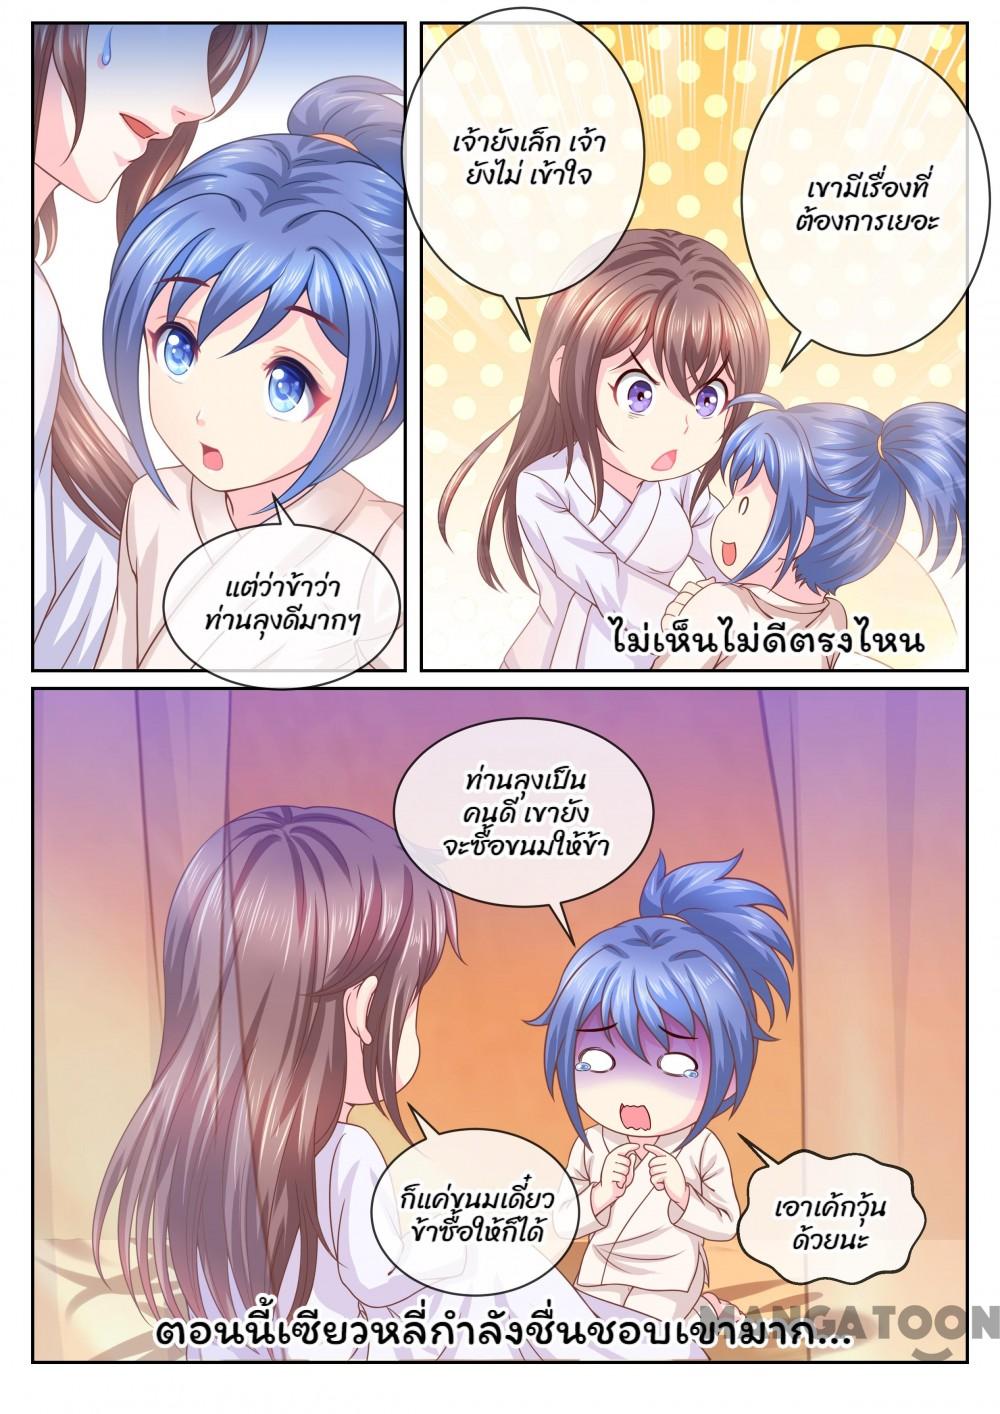 แต่ว่าข้าว่า
ท่านลุงดีมากๆ
เจ้ายังเล็ก เจ้า
ยังไม่ เข้าใจ
เขามีเรื่องที่
ต้องการเยอะ
ไม่เห็นไม่ดีตรงไหน
ท่านลุงเป็น
คนดี เขายัง
จะซื้อขนมให้ข้า
ก็แค่ขนมเดี๋ยว
ข้าซื้อให้ก็ได้
เอาเค้กวุ้น
ด้วยนะ
ตอนนี้เซียวหลี่กำลังชื่นชอบเขามาก...
MANGATOON